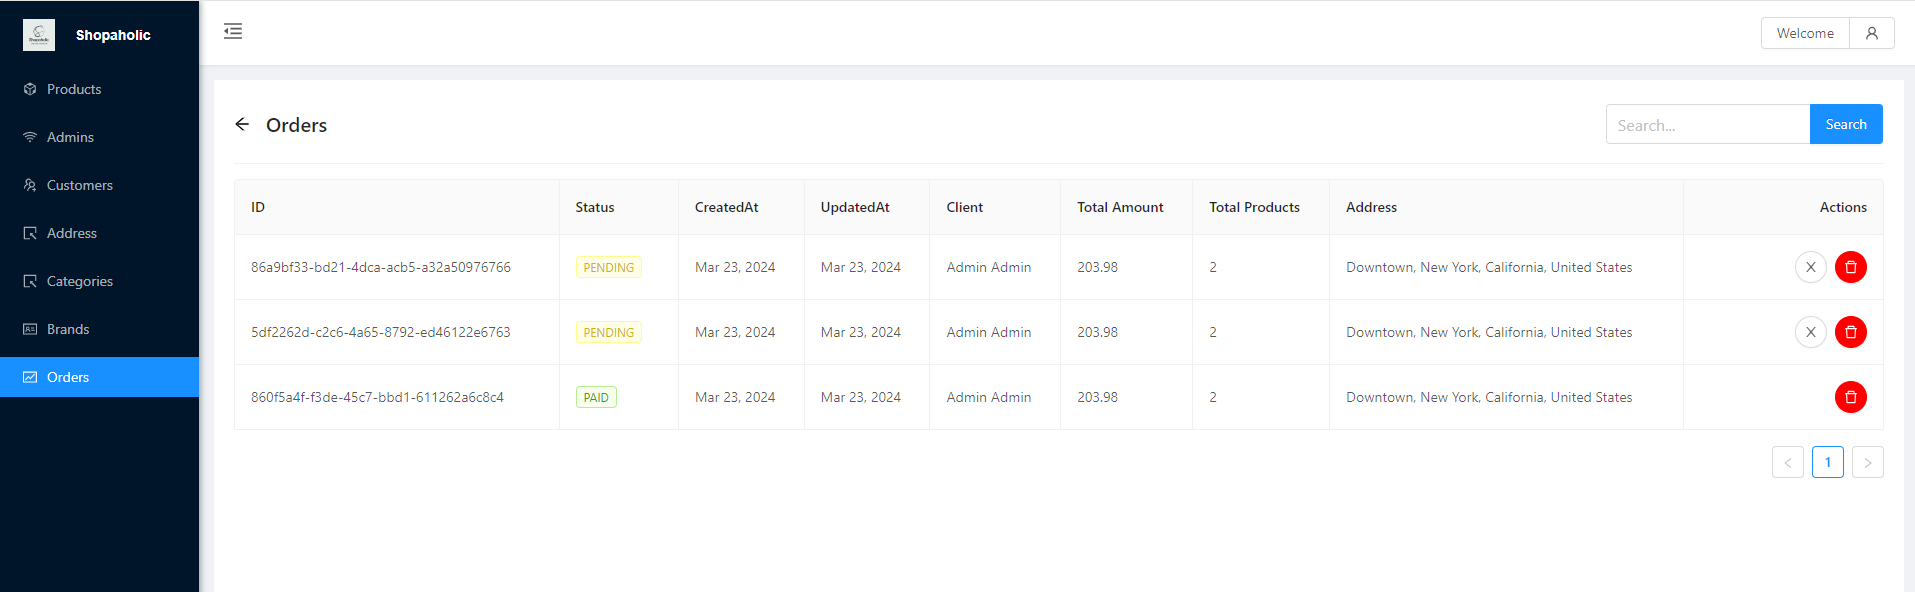 Shopaholic
Products
Admins
Customers
Address
Categories
Brands
Orders
Welcome
Orders
Search...
Search
ID Status CreatedAt UpdatedAt Client Total Amount Total Products Address Actions
86a9bf33-bd21-4dca-acb5-a32a50976766 PENDING Mar 23, 2024 Mar 23, 2024 Admin Admin 203.98 2 Downtown, New York, California, United States X
5df2262d-c2c6-4a65-8792-ed46122e6763 PENDING Mar 23, 2024 Mar 23, 2024 Admin Admin 203.98 2 Downtown, New York, California, United States X
860f5a4f-f3de-45c7-bbd1-611262a6c8c4 PAID Mar 23, 2024 Mar 23, 2024 Admin Admin 203.98 2 Downtown, New York, California, United States
< 1 >